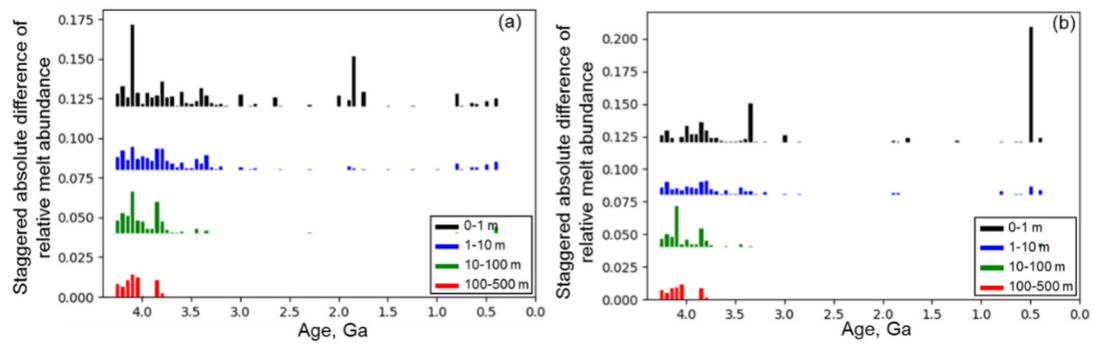 Staggered absolute difference of
relative melt abundance
(a)
0.175
0.150
0.125
0.100
0.075
0.050
0.025
0.000
0-1 m
1-10 m
10-100 m
100-500 m
4.0 3.5 3.0 2.5 2.0 1.5 1.0 0.5 0.0
Age, Ga
Staggered absolute difference of
relative melt abundance
(b)
0.200
0.175
0.150
0.125
0.100
0.075
0.050
0.025
0.000
0-1 m
1-10 m
10-100 m
100-500 m
4.0 3.5 3.0 2.5 2.0 1.5 1.0 0.5 0.0
Age, Ga